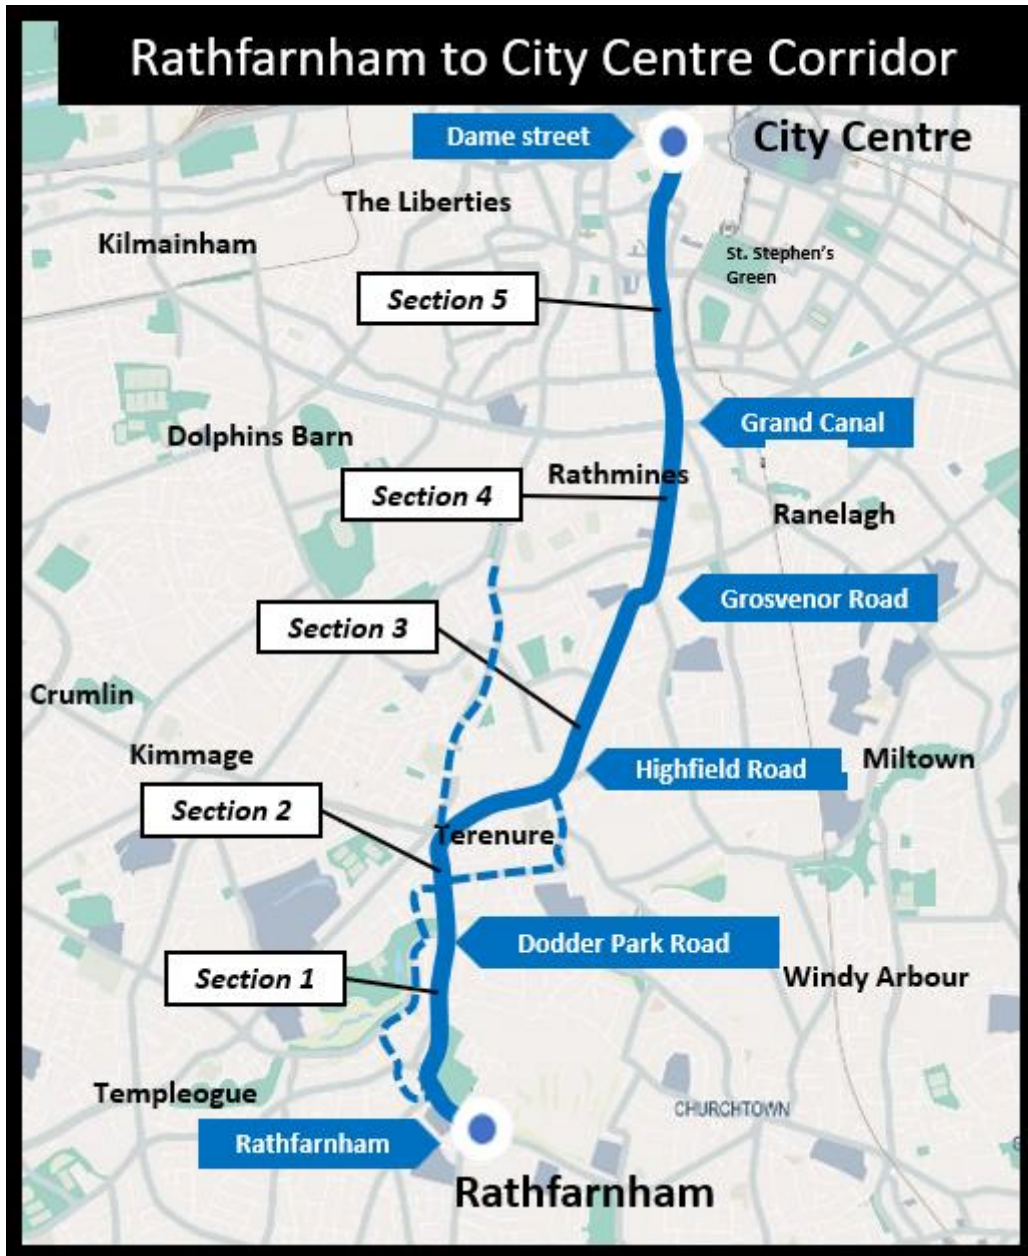 Rathfarnham to City Centre Corridor
Dame street
City Centre
The Liberties
Kilmainham
St. Stephen's
Green
Section 5
Grand Canal
Dolphins Barn
Rathmines
Section 4
Ranelagh
Grosvenor Road
Section 3
Crumlin
Kimmage
Highfield Road
Miltown
Section 2
Terenure
Dodder Park Road
Section 1
Windy Arbour
Templeogue
CHURCHTOWN
Rathfarnham
Rathfarnham